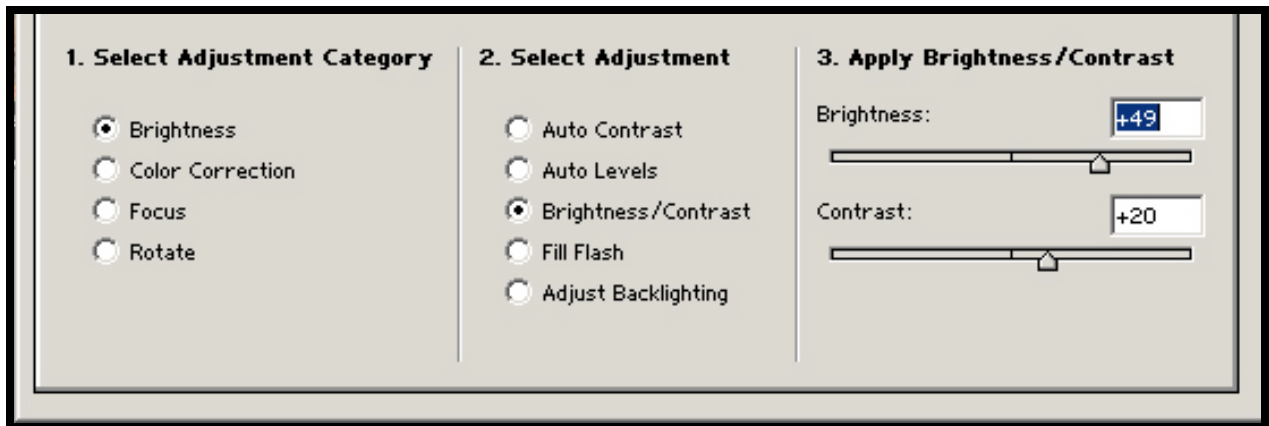 1. Select Adjustment Category
Brightness
Color Correction
Focus
Rotate
2. Select Adjustment
Auto Contrast
Auto Levels
Brightness/Contrast
Fill Flash
Adjust Backlighting
3. Apply Brightness/Contrast
Brightness: +49
Contrast: +20